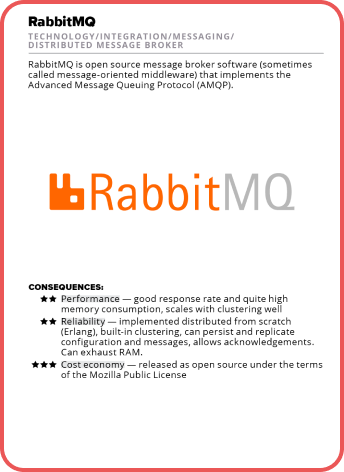 RabbitMQ
TECHNOLOGY/INTEGRATION/MESSAGING/
DISTRIBUTED MESSAGE BROKER
RabbitMQ is open source message broker software (sometimes
called message-oriented middleware) that implements the
Advanced Message Queuing Protocol (AMQP).
RabbitMQ
CONSEQUENCES:
★★ Performance — good response rate and quite high
memory consumption, scales with clustering well
★★ Reliability — implemented distributed from scratch
(Erlang), built-in clustering, can persist and replicate
configuration and messages, allows acknowledgements.
Can exhaust RAM.
★★★ Cost economy — released as open source under the terms
of the Mozilla Public License